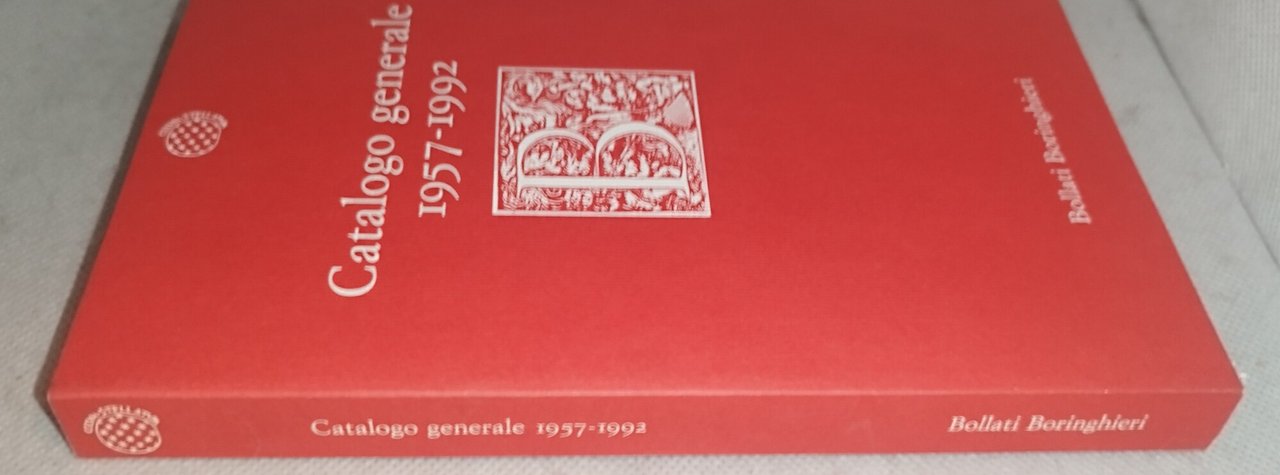 Catalogo generale
1957-1992
B
Bollati Boringhieri
Catalogo generale 1957-1992
Bollati Boringhieri